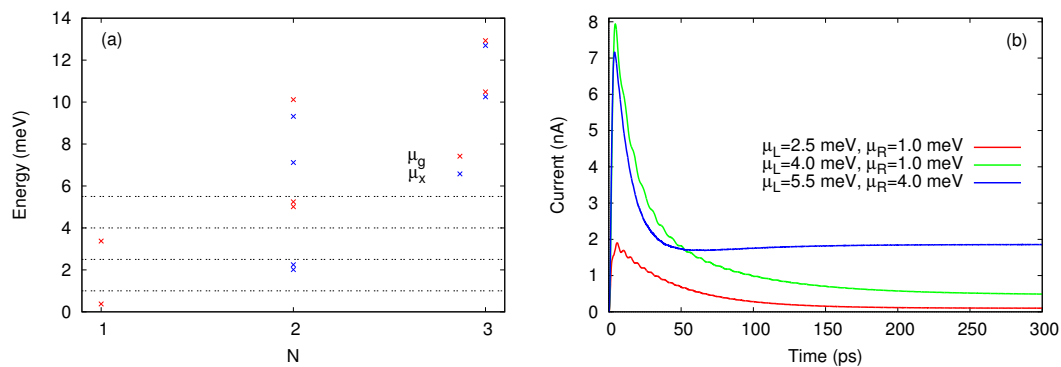 (a)
Energy (meV)
14
12
10
8
6
4
2
0
μg
μx
1
2
3
N
(b)
Current (nA)
8
7
6
5
4
3
2
1
0
μL=2.5 meV, μR=1.0 meV
μL=4.0 meV, μR=1.0 meV
μL=5.5 meV, μR=4.0 meV
0
50
100
150
200
250
300
Time (ps)